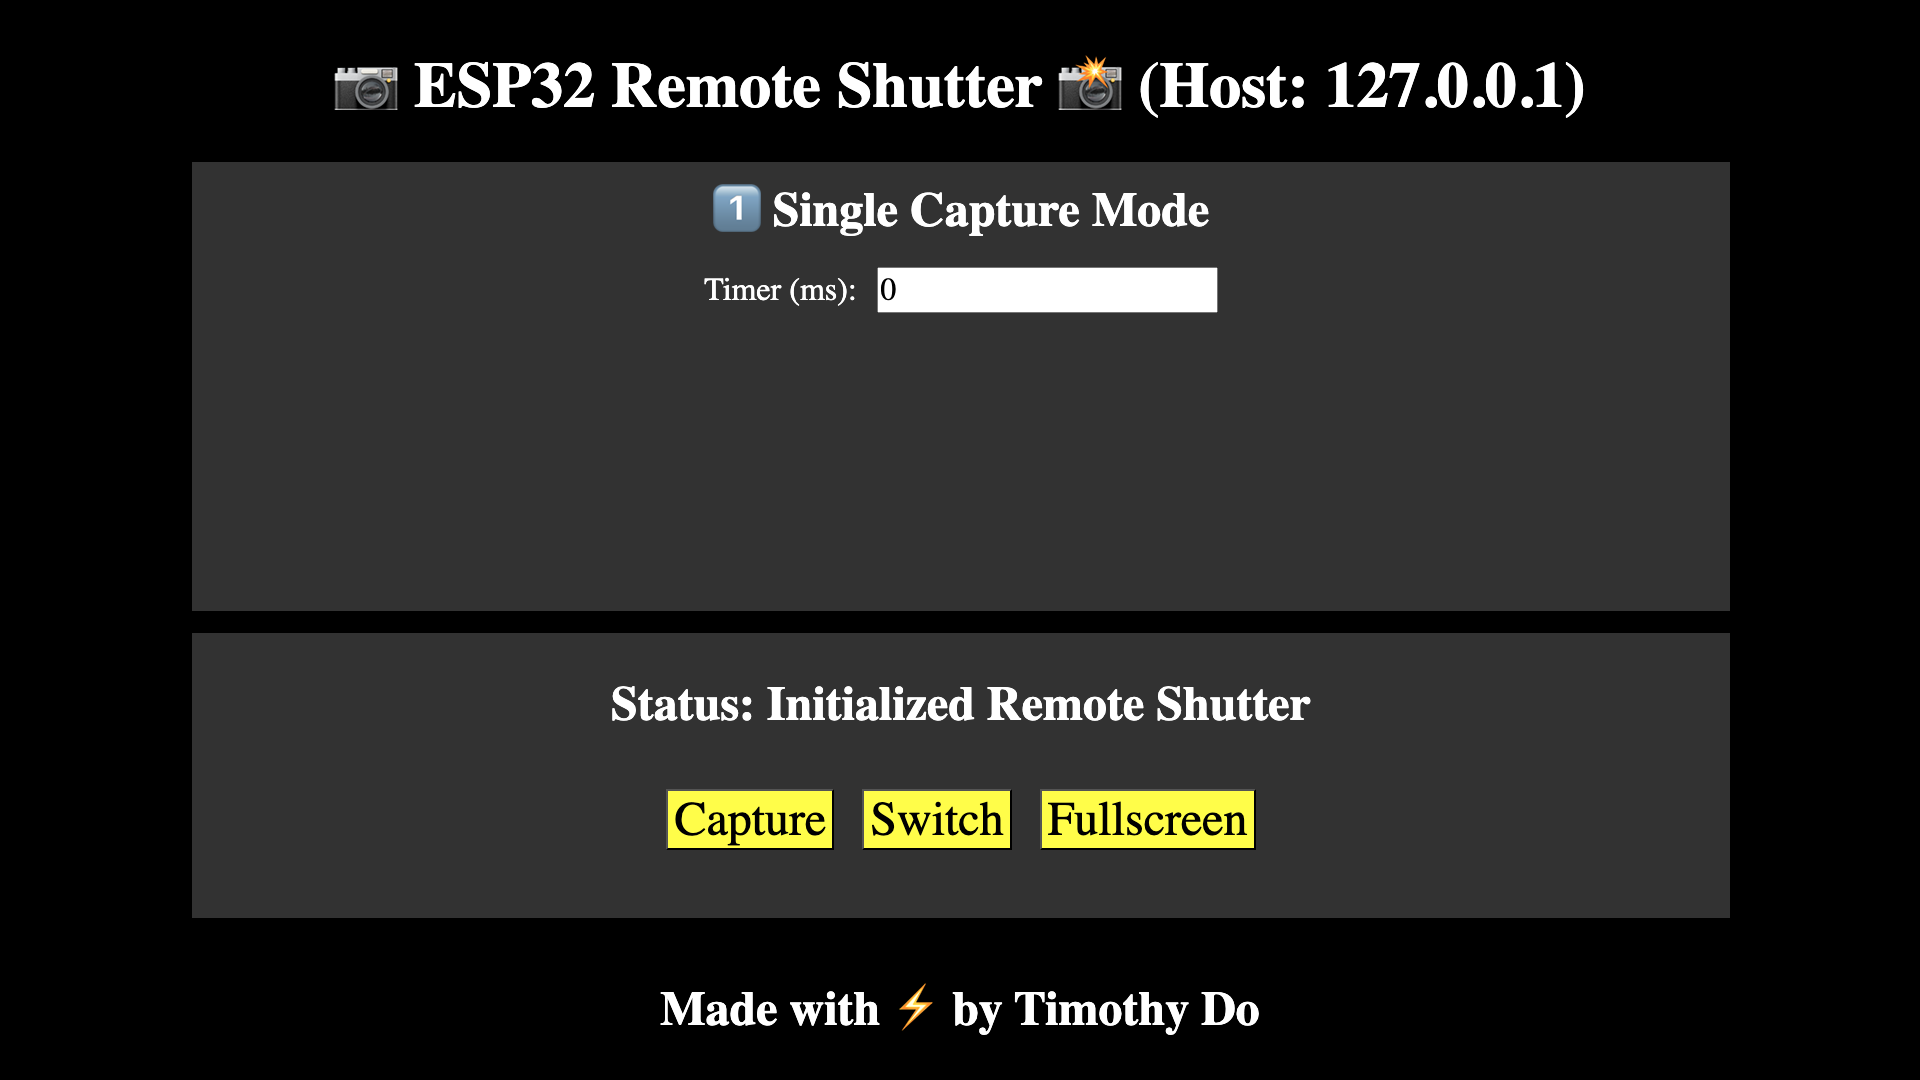 📷 ESP32 Remote Shutter 📸 (Host: 127.0.0.1)
1️⃣ Single Capture Mode
Timer (ms): 0
Status: Initialized Remote Shutter
Capture Switch Fullscreen
Made with ⚡ by Timothy Do